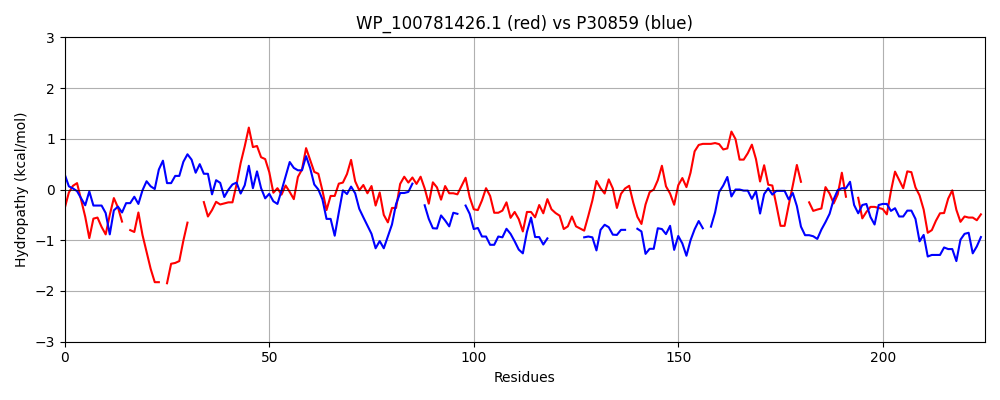 WP_100781426.1 (red) vs P30859 (blue)
3
2
1
0
−1
−2
−3
Hydropathy (kcal/mol)
0 50 100 150 200
Residues